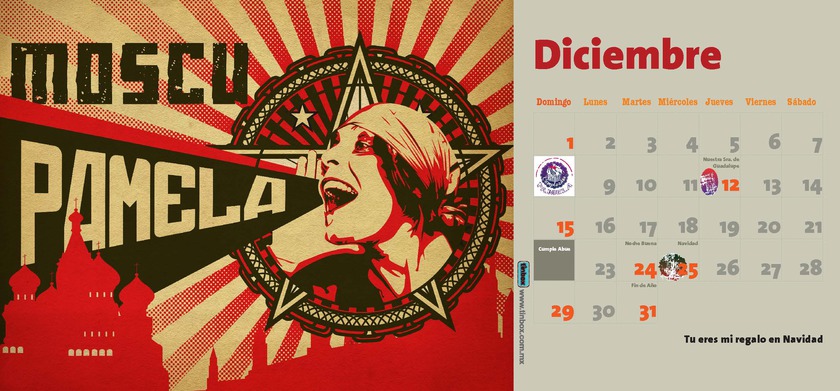 MOSCU
PAMELA
Diciembre
Domingo Lunes Martes Miércoles Jueves Viernes Sábado
1 2 3 4 5 6 7
Nuestra Sra. de
Guadalupe
9 10 11 12 13 14
15 16 17 18 19 20 21
Cumple Abue
Noche Buena Navidad
23 24 25 26 27 28
Fin de Año
29 30 31
tinbox www.tinbox.com.mx
Tu eres mi regalo en Navidad